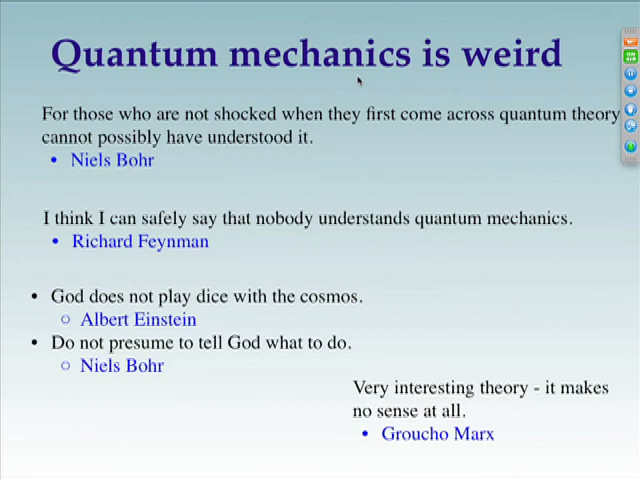 Quantum mechanics is weird
For those who are not shocked when they first come across quantum theory
cannot possibly have understood it.
• Niels Bohr
I think I can safely say that nobody understands quantum mechanics.
• Richard Feynman
• God does not play dice with the cosmos.
○ Albert Einstein
• Do not presume to tell God what to do.
○ Niels Bohr
Very interesting theory - it makes
no sense at all.
• Groucho Marx
ON AIR